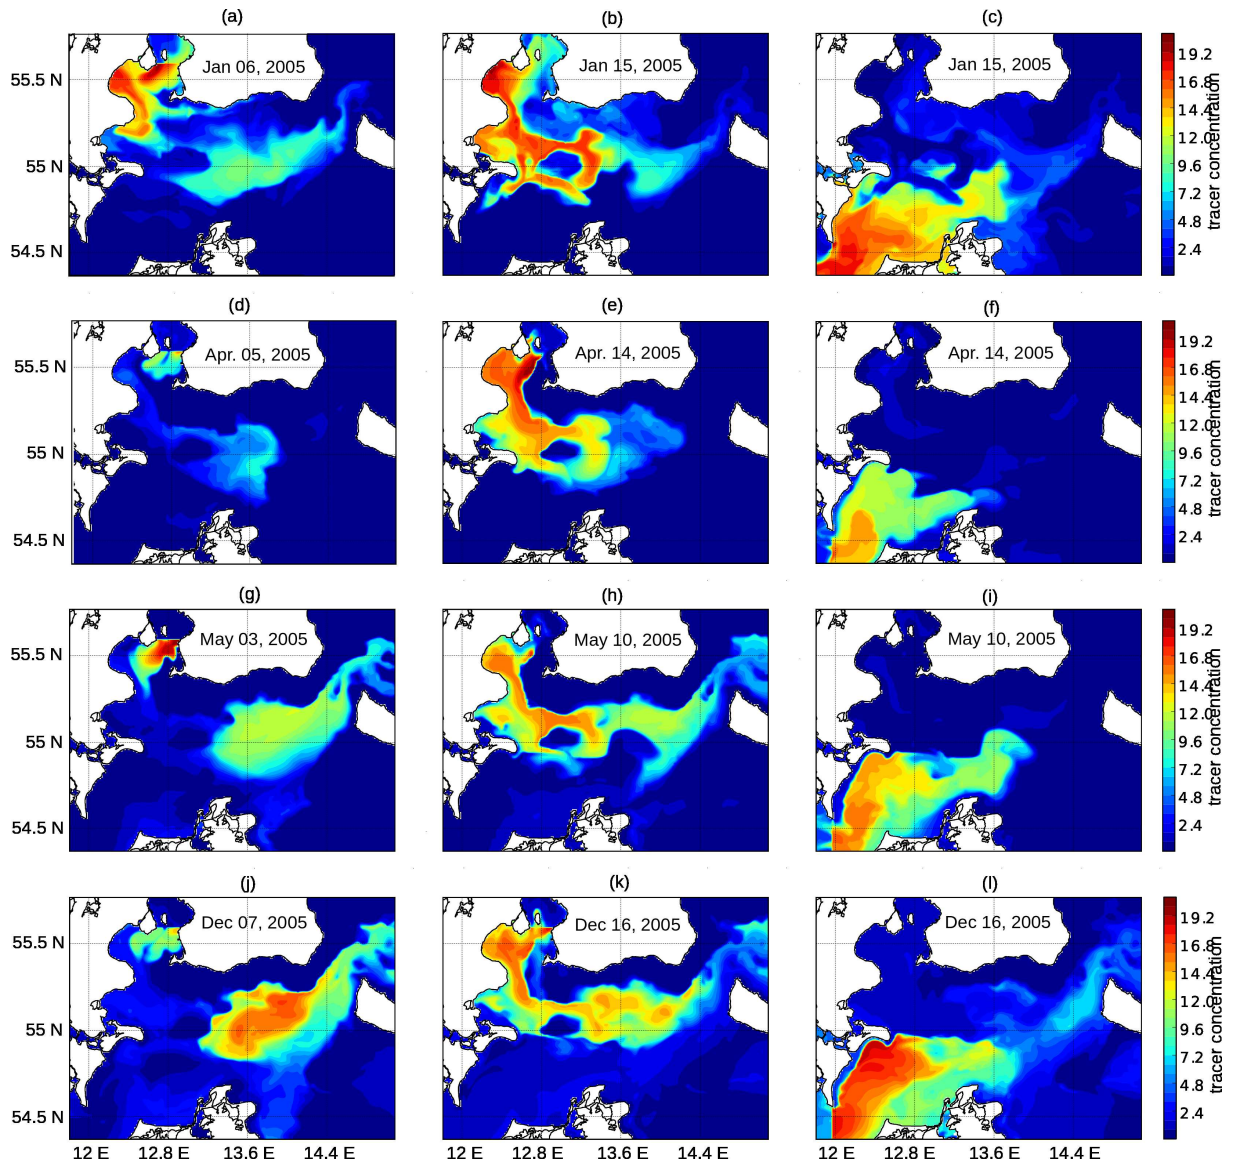 (a)
(b)
(c)
55.5 N
55 N
54.5 N
Jan 06, 2005
Jan 15, 2005
Jan 15, 2005
19.2
16.8
14.4
12.0
9.6
7.2
4.8
2.4
tracer concentration
(d)
(e)
(f)
55.5 N
55 N
54.5 N
Apr. 05, 2005
Apr. 14, 2005
Apr. 14, 2005
19.2
16.8
14.4
12.0
9.6
7.2
4.8
2.4
tracer concentration
(g)
(h)
(i)
55.5 N
55 N
54.5 N
May 03, 2005
May 10, 2005
May 10, 2005
19.2
16.8
14.4
12.0
9.6
7.2
4.8
2.4
tracer concentration
(j)
(k)
(l)
55.5 N
55 N
54.5 N
Dec 07, 2005
Dec 16, 2005
Dec 16, 2005
19.2
16.8
14.4
12.0
9.6
7.2
4.8
2.4
tracer concentration
12 E 12.8 E 13.6 E 14.4 E
12 E 12.8 E 13.6 E 14.4 E
12 E 12.8 E 13.6 E 14.4 E